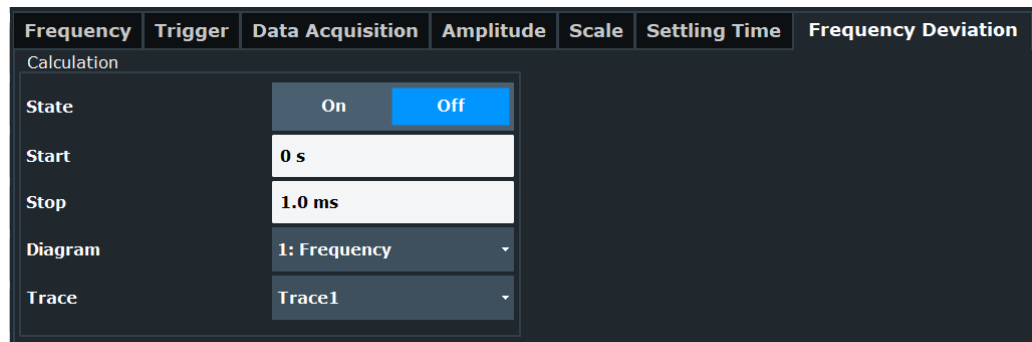 Frequency Trigger Data Acquisition Amplitude Scale Settling Time Frequency Deviation
Calculation
State On Off
Start 0 s
Stop 1.0 ms
Diagram 1: Frequency
Trace Trace1